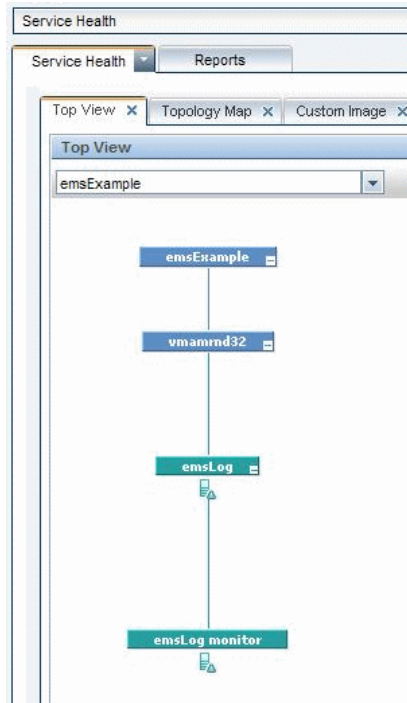 Service Health
Service Health Reports
Top View Topology Map Custom Image
Top View
emsExample
emsExample
vmamrnd32
emsLog
emsLog monitor